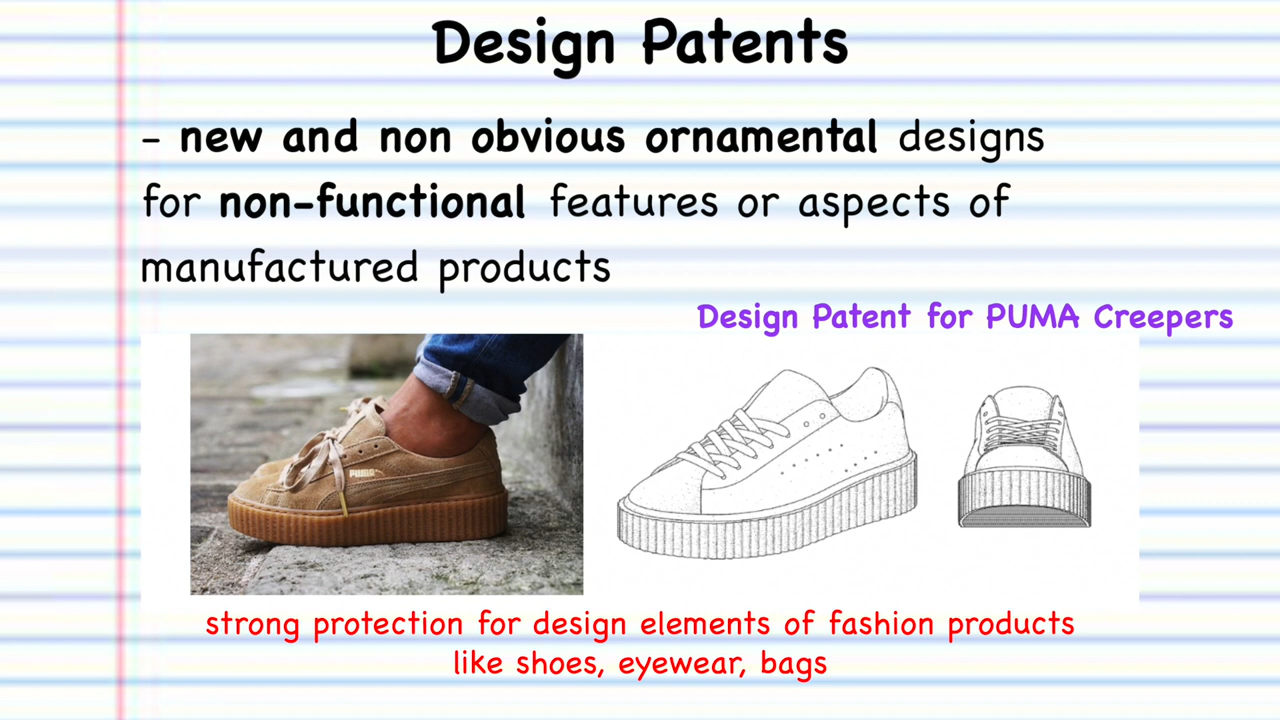 Design Patents
- new and non obvious ornamental designs
for non-functional features or aspects of
manufactured products
Design Patent for PUMA Creepers
PUMA
strong protection for design elements of fashion products
like shoes, eyewear, bags